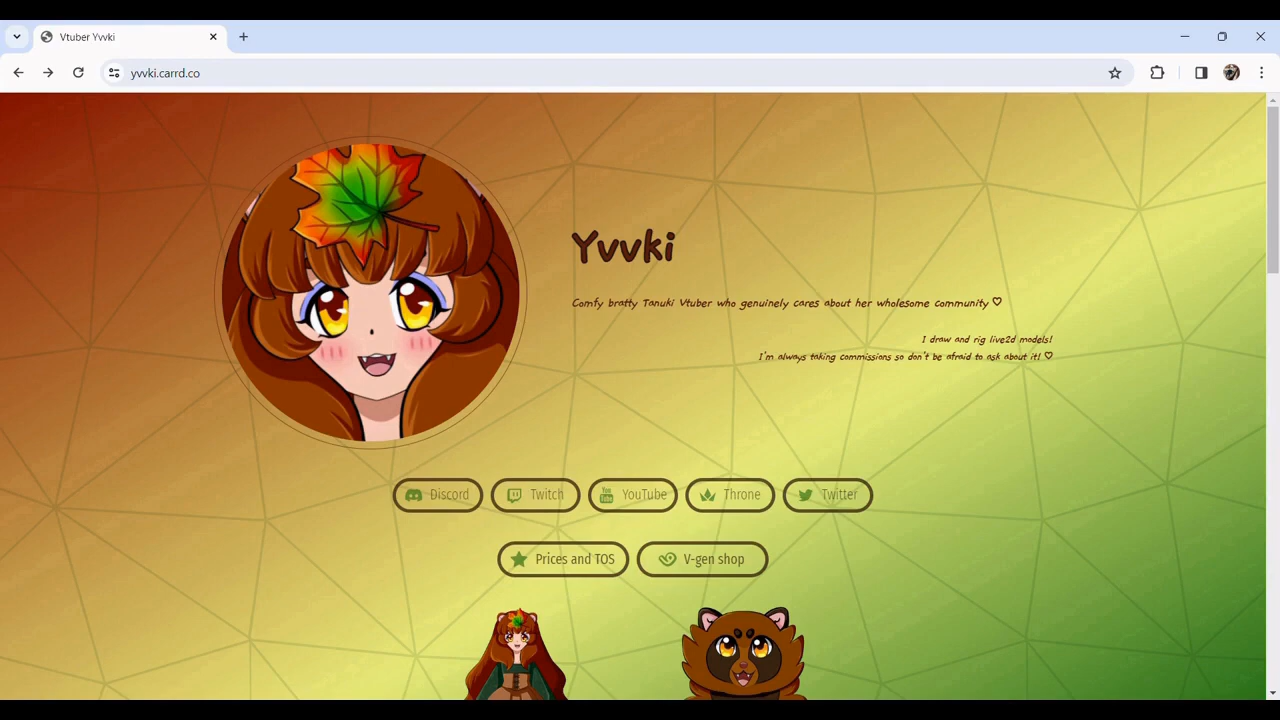 Vtuber Yvvki
yvvki.carrd.co
Yvvki
Comfy bratty Tanuki Vtuber who genuinely cares about her wholesome community ♡
I draw and rig live2d models!
I'm always taking commissions so don't be afraid to ask about it! ♡
Discord
Twitch
YouTube
Throne
Twitter
Prices and TOS
V-gen shop